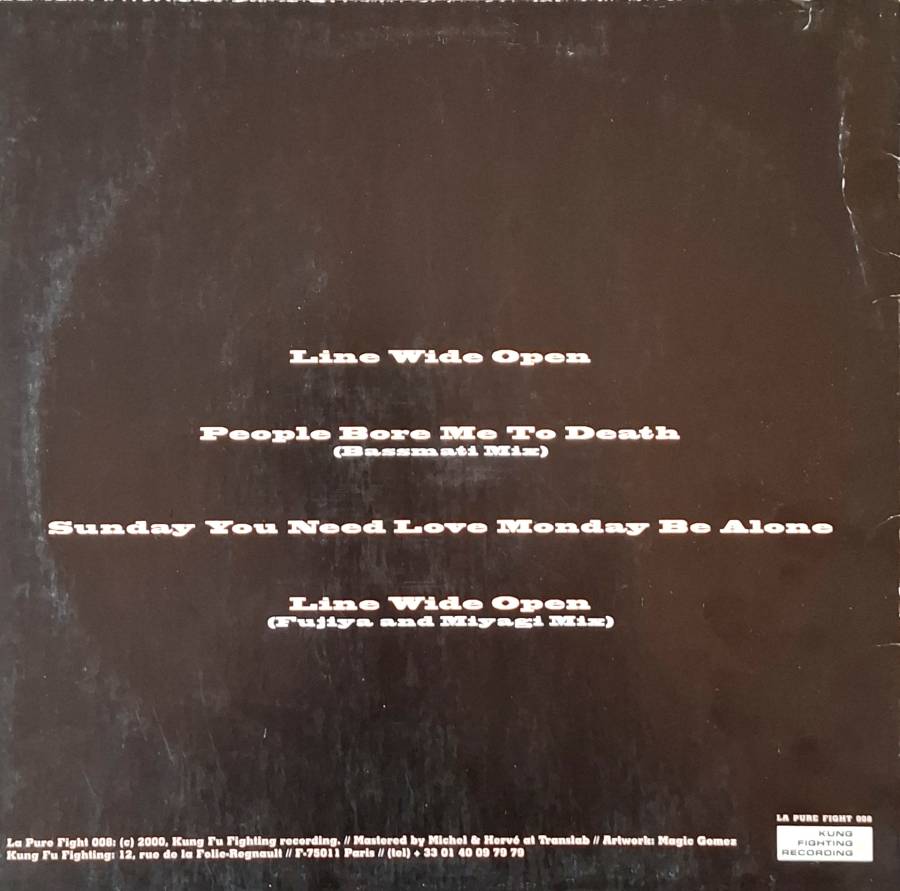 Line Wide Open
People Bore Me To Death
(Bassmati Mix)
Sunday You Need Love Monday Be Alone
Line Wide Open
(Fujiya and Miyagi Mix)
La Pure Fight 008: (c) 2000, Kung Fu Fighting recording. // Mastered by Michel & Hervé at Translab // Artwork: Magic Gomez
Kung Fu Fighting: 12, rue de la Folie-Regnault // F-75011 Paris // (tel) + 33 01 40 09 79 79
LA PURE FIGHT 008
KUNG
FIGHTING
RECORDING